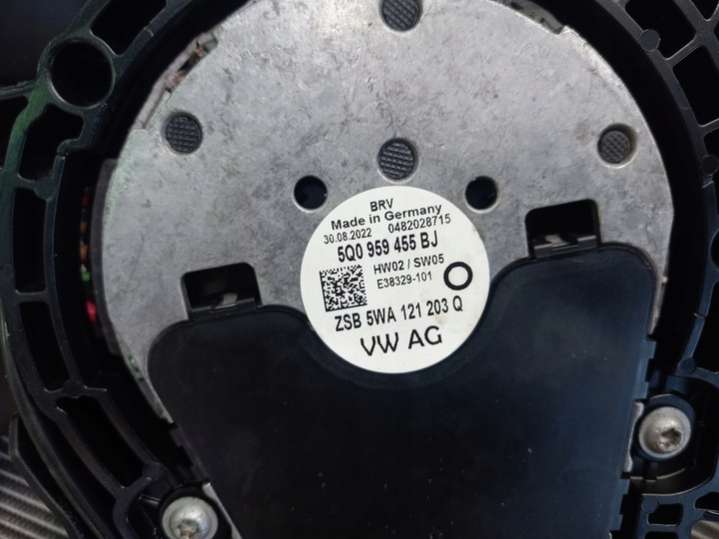 BRV
Made in Germany
30.08.2022 0482028715
5Q0 959 455 BJ
HW02 / SW05
E38329-101
ZSB 5WA 121 203 Q
VW AG